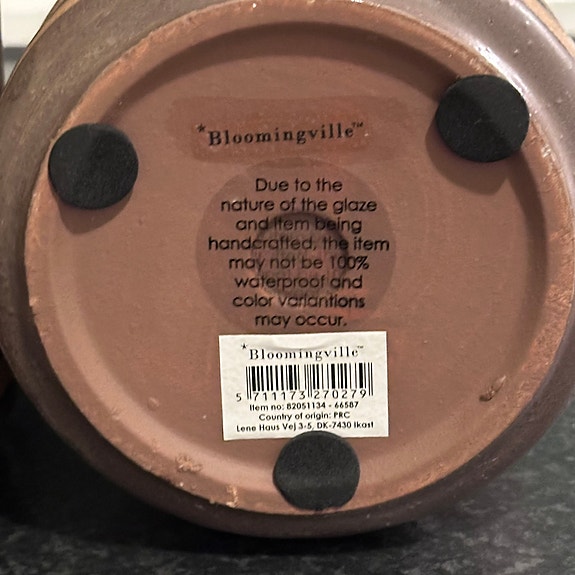 *Bloomingville™
Due to the
nature of the glaze
and item being
handcrafted, the item
may not be 100%
waterproof and
color variantions
may occur.
*Bloomingville™
5 711173 270279
Item no: 82051134 - 66587
Country of origin: PRC
Lene Haus Vej 3-5, DK-7430 Ikast